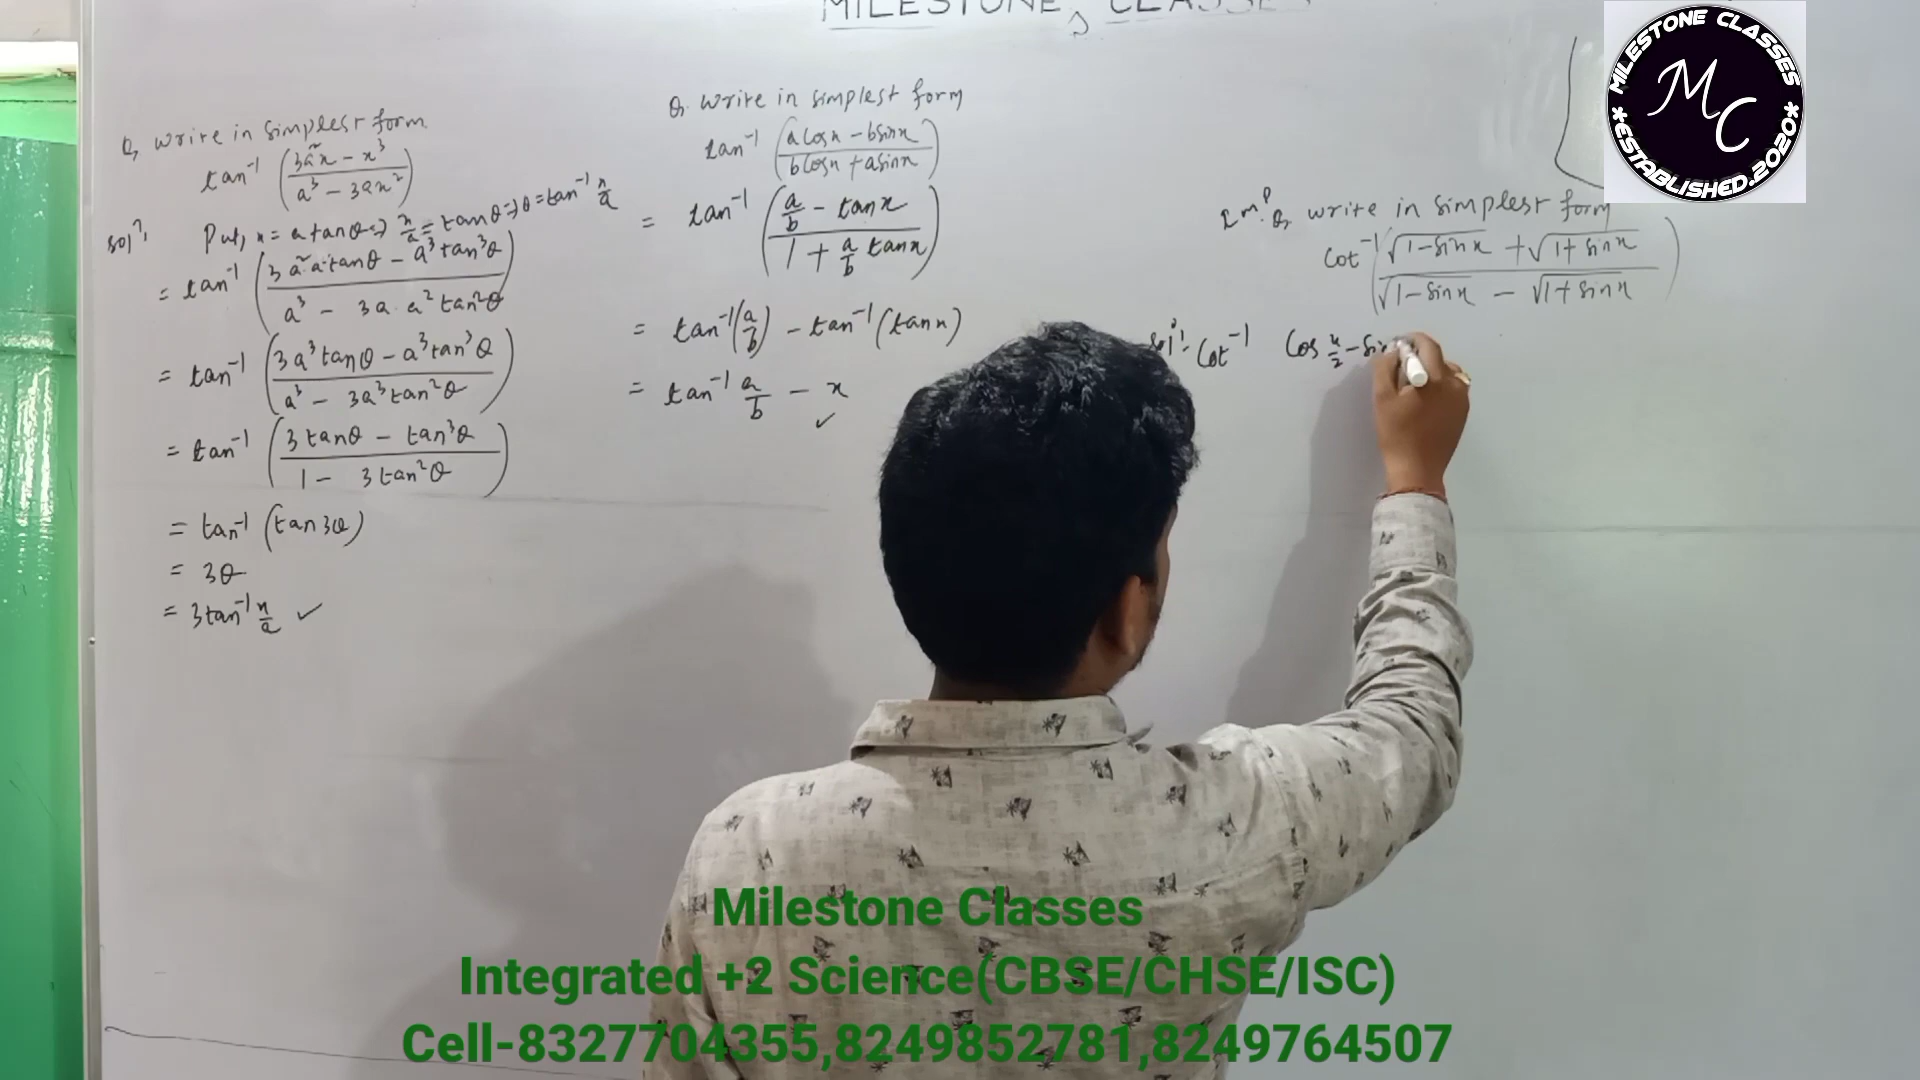 MILESTONE CLASSES
Q. Write in simplest form
tan⁻¹ (3a²x − x³ / a³ − 3ax²)
Solⁿ: Put, x = a tanθ ⇒ x/a = tanθ ⇒ θ = tan⁻¹ x/a
= tan⁻¹ (3a².a.tanθ − a³tan³θ / a³ − 3a.a²tan²θ)
= tan⁻¹ (3a³tanθ − a³tan³θ / a³ − 3a³tan²θ)
= tan⁻¹ (3tanθ − tan³θ / 1 − 3tan²θ)
= tan⁻¹ (tan3θ)
= 3θ
= 3tan⁻¹ x/a ✓
Q. Write in simplest form
tan⁻¹ (a cosx − b sinx / b cosx + a sinx)
= tan⁻¹ (a/b − tanx / 1 + a/b tanx)
= tan⁻¹(a/b) − tan⁻¹(tanx)
= tan⁻¹ a/b − x ✓
Imp. Q. Write in simplest form
cot⁻¹ (√1−sinx + √1+sinx / √1−sinx − √1+sinx)
Solⁿ:- Cot⁻¹ Cos x/2 − sin
MILESTONE CLASSES
MC
*ESTABLISHED.2020*
Milestone Classes
Integrated +2 Science(CBSE/CHSE/ISC)
Cell-8327704355,8249852781,8249764507